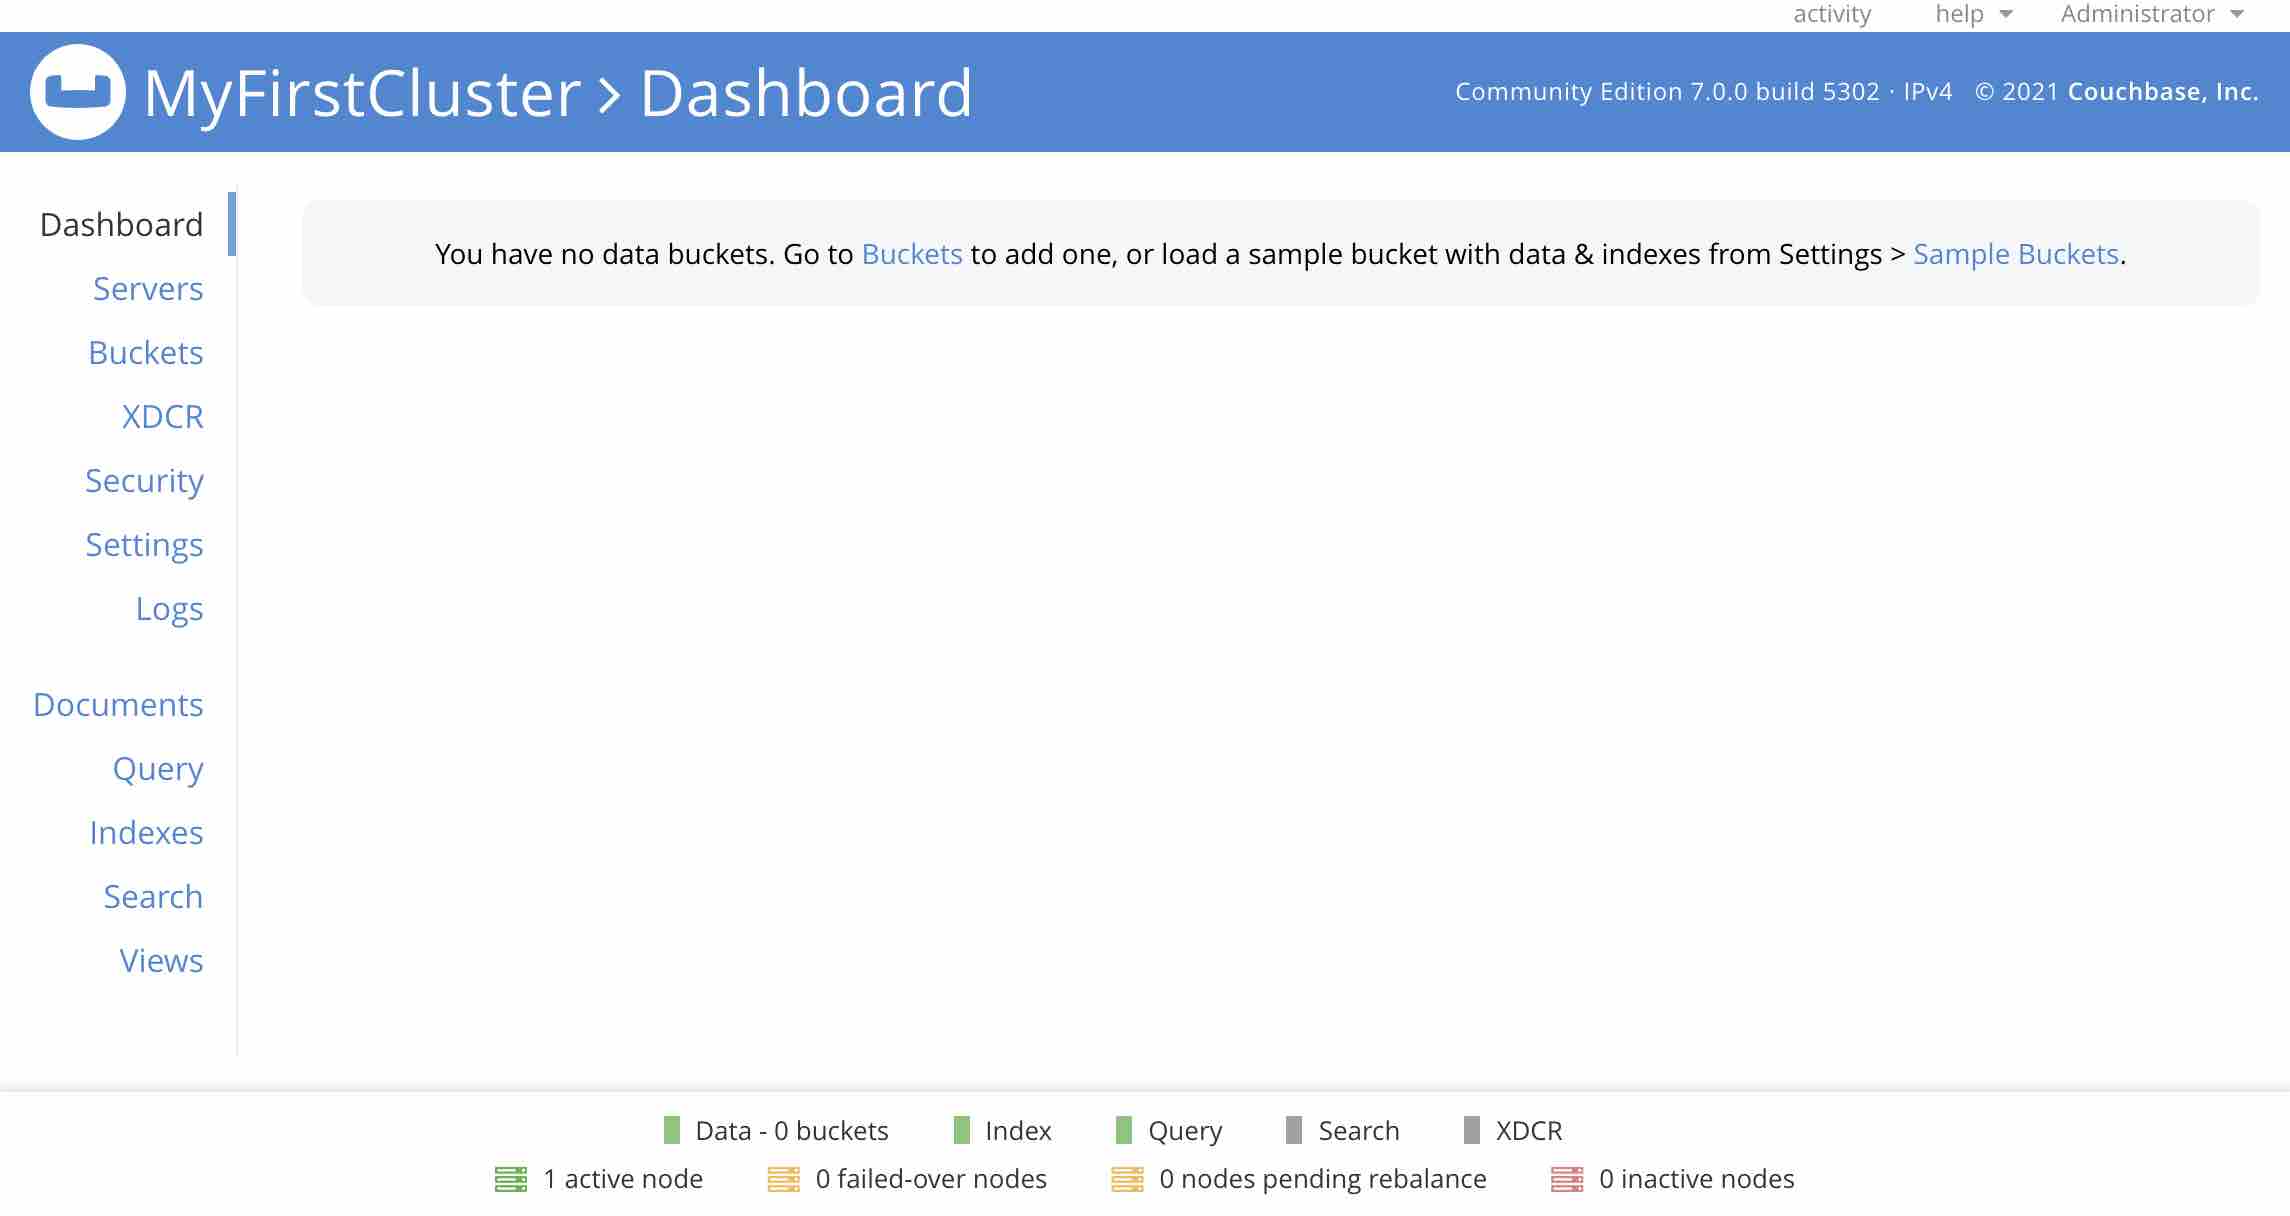 activity help Administrator
MyFirstCluster > Dashboard
Community Edition 7.0.0 build 5302 · IPv4 © 2021 Couchbase, Inc.
Dashboard
Servers
Buckets
XDCR
Security
Settings
Logs
Documents
Query
Indexes
Search
Views
You have no data buckets. Go to Buckets to add one, or load a sample bucket with data & indexes from Settings > Sample Buckets.
Data - 0 buckets Index Query Search XDCR
1 active node 0 failed-over nodes 0 nodes pending rebalance 0 inactive nodes